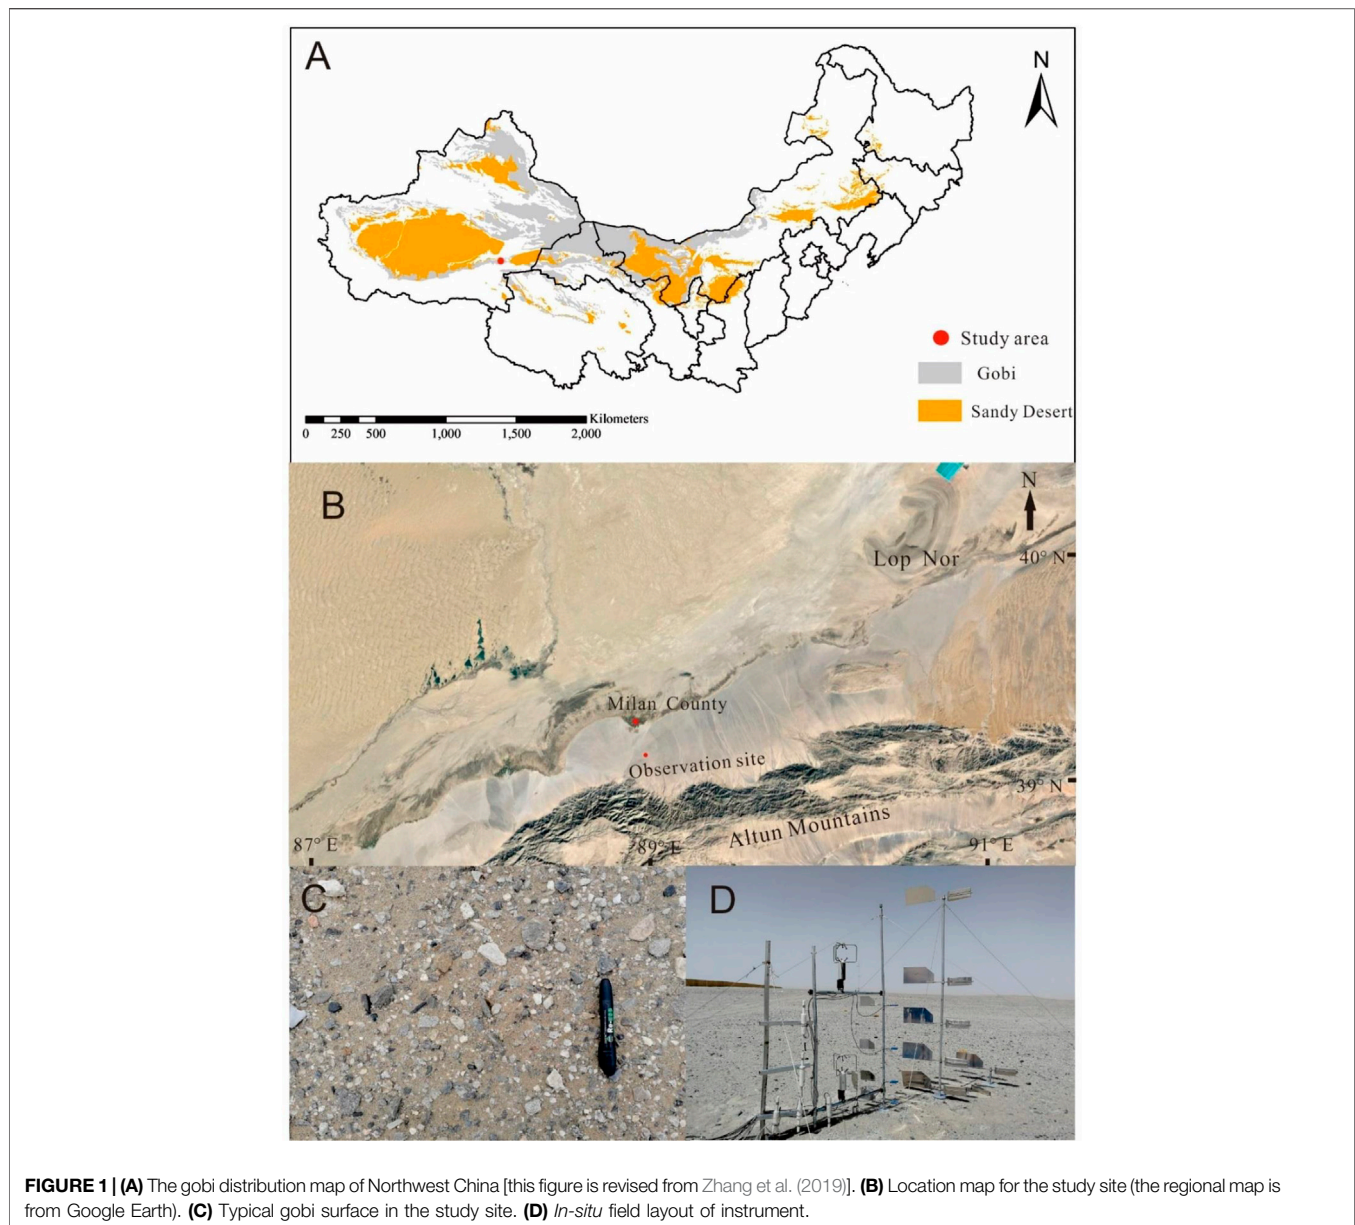 A
N
Study area
Gobi
Sandy Desert
Kilometers
0 250 500 1,000 1,500 2,000
B
N
Lop Nor
40° N
Milan County
Observation site
39° N
Altun Mountains
87° E
89° E
91° E
C
D
FIGURE 1 | (A) The gobi distribution map of Northwest China [this figure is revised from Zhang et al. (2019)]. (B) Location map for the study site (the regional map is
from Google Earth). (C) Typical gobi surface in the study site. (D) In-situ field layout of instrument.